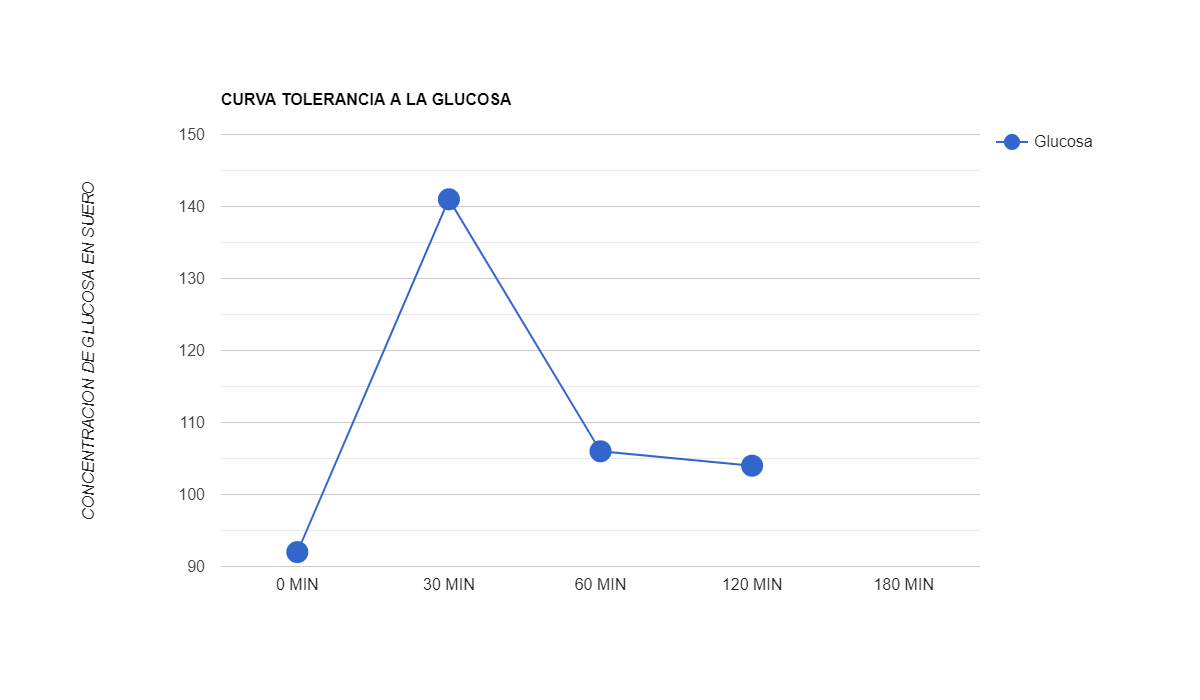 CURVA TOLERANCIA A LA GLUCOSA
Glucosa
CONCENTRACION DE GLUCOSA EN SUERO
150
140
130
120
110
100
90
0 MIN
30 MIN
60 MIN
120 MIN
180 MIN